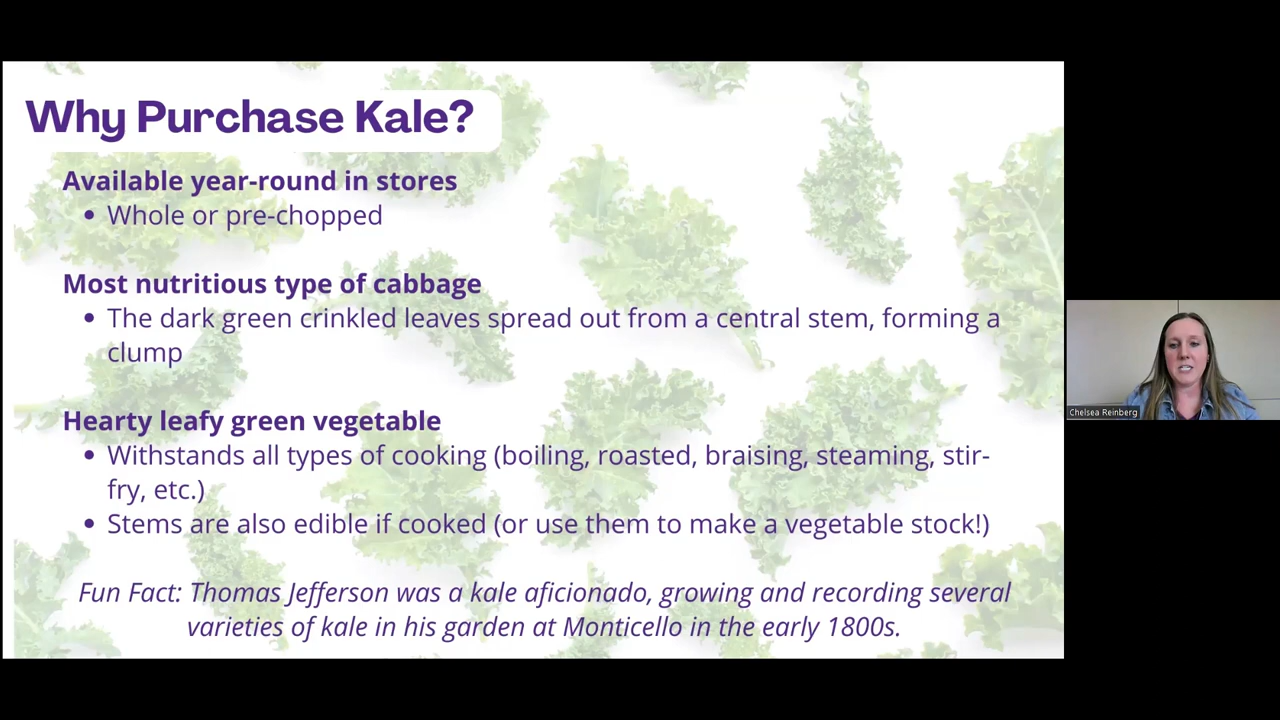 Why Purchase Kale?
Available year-round in stores
• Whole or pre-chopped
Most nutritious type of cabbage
• The dark green crinkled leaves spread out from a central stem, forming a
clump
Hearty leafy green vegetable
• Withstands all types of cooking (boiling, roasted, braising, steaming, stir-
fry, etc.)
• Stems are also edible if cooked (or use them to make a vegetable stock!)
Fun Fact: Thomas Jefferson was a kale aficionado, growing and recording several
varieties of kale in his garden at Monticello in the early 1800s.
Chelsea Reinberg